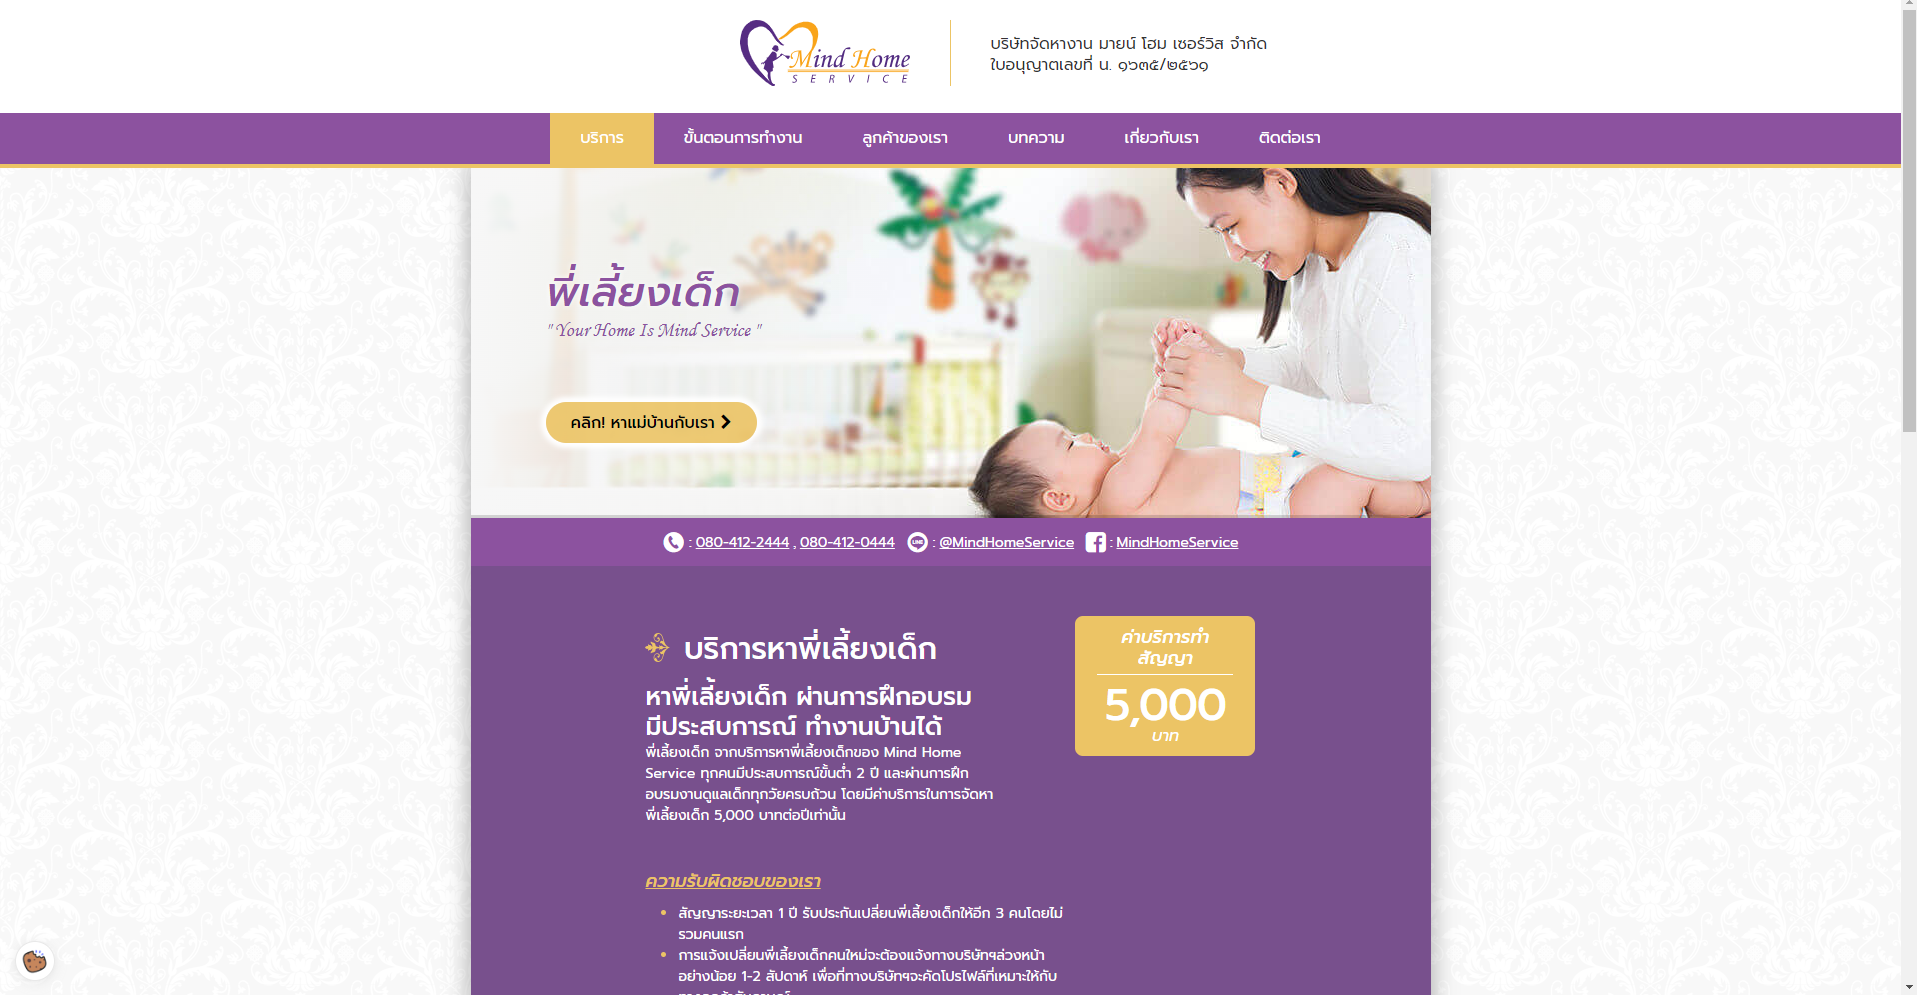 Mind Home
SERVICE
บริษัทจัดหางาน มายน์ โฮม เซอร์วิส จำกัด
ใบอนุญาตเลขที่ น. ๑๖๓๕/๒๕๖๑
บริการ
ขั้นตอนการทำงาน
ลูกค้าของเรา
บทความ
เกี่ยวกับเรา
ติดต่อเรา
พี่เลี้ยงเด็ก
" Your Home Is Mind Service "
คลิก! หาแม่บ้านกับเรา
: 080-412-2444 , 080-412-0444 LINE : @MindHomeService : MindHomeService
บริการหาพี่เลี้ยงเด็ก
หาพี่เลี้ยงเด็ก ผ่านการฝึกอบรม
มีประสบการณ์ ทำงานบ้านได้
พี่เลี้ยงเด็ก จากบริการหาพี่เลี้ยงเด็กของ Mind Home
Service ทุกคนมีประสบการณ์ขั้นต่ำ 2 ปี และผ่านการฝึก
อบรมงานดูแลเด็กทุกวัยครบถ้วน โดยมีค่าบริการในการจัดหา
พี่เลี้ยงเด็ก 5,000 บาทต่อปีเท่านั้น
ค่าบริการทำ
สัญญา
5,000
บาท
ความรับผิดชอบของเรา
สัญญาระยะเวลา 1 ปี รับประกันเปลี่ยนพี่เลี้ยงเด็กให้อีก 3 คนโดยไม่
รวมคนแรก
การแจ้งเปลี่ยนพี่เลี้ยงเด็กคนใหม่จะต้องแจ้งทางบริษัทฯล่วงหน้า
อย่างน้อย 1-2 สัปดาห์ เพื่อที่ทางบริษัทฯจะคัดโปรไฟล์ที่เหมาะให้กับ